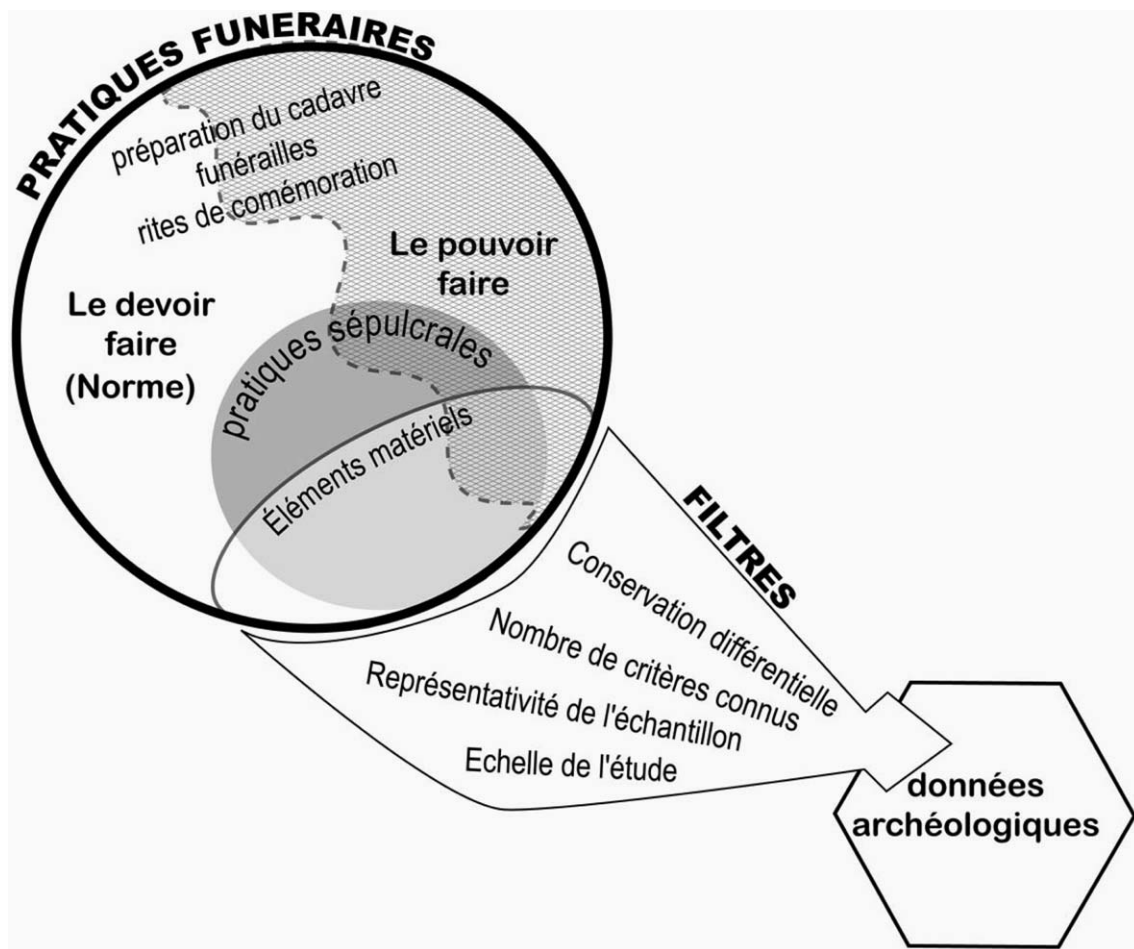 PRATIQUES FUNERAIRES
préparation du cadavre
funérailles
rites de comémoration
Le pouvoir
faire
Le devoir
faire
(Norme)
pratiques sépulcrales
Éléments matériels
FILTRES
Conservation différentielle
Nombre de critères connus
Représentativité de l'échantillon
Echelle de l'étude
données
archéologiques